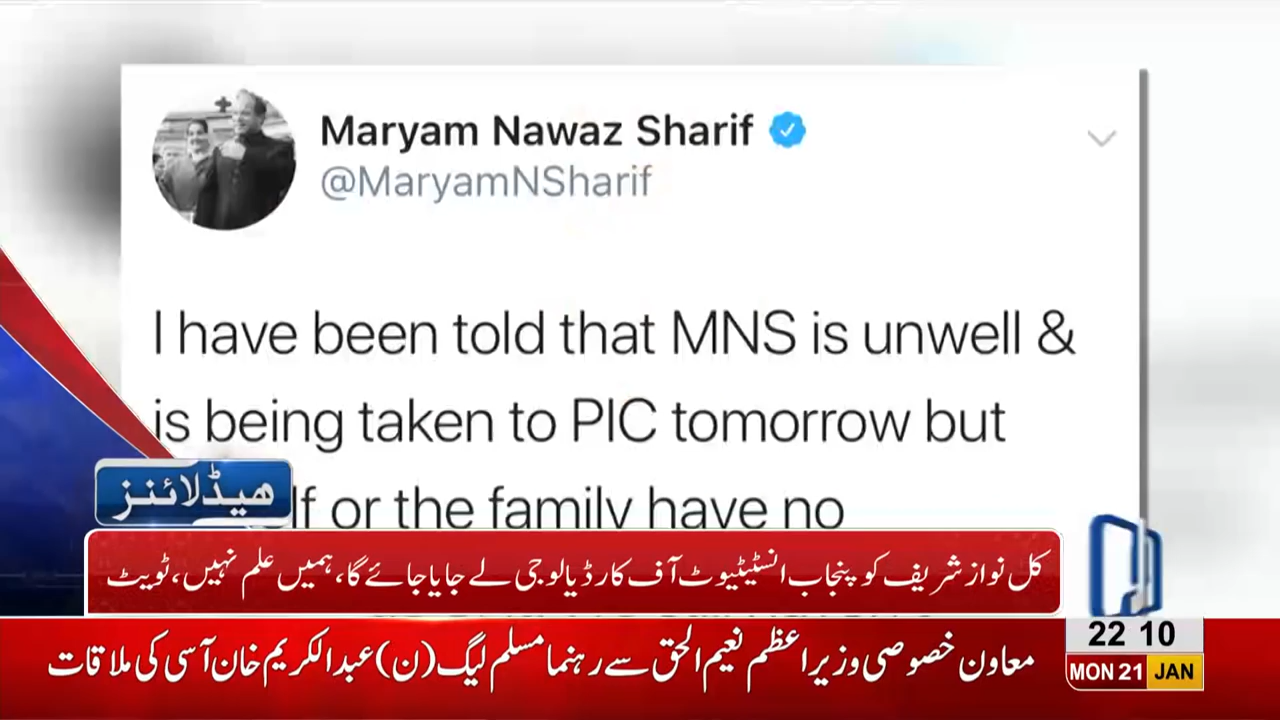 Maryam Nawaz Sharif
@MaryamNSharif
I have been told that MNS is unwell &
is being taken to PIC tomorrow but
or the family have no
ھیڈلائنز
کل نواز شریف کو پنجاب انسٹیٹیوٹ آف کارڈیالوجی لے جایا جائے گا، ہمیں علم نہیں، ٹویٹ
معاون خصوصی وزیراعظم نعیم الحق سے رہنما مسلم لیگ (ن) عبدالکریم خان آسی کی ملاقات
22 10
MON 21 JAN